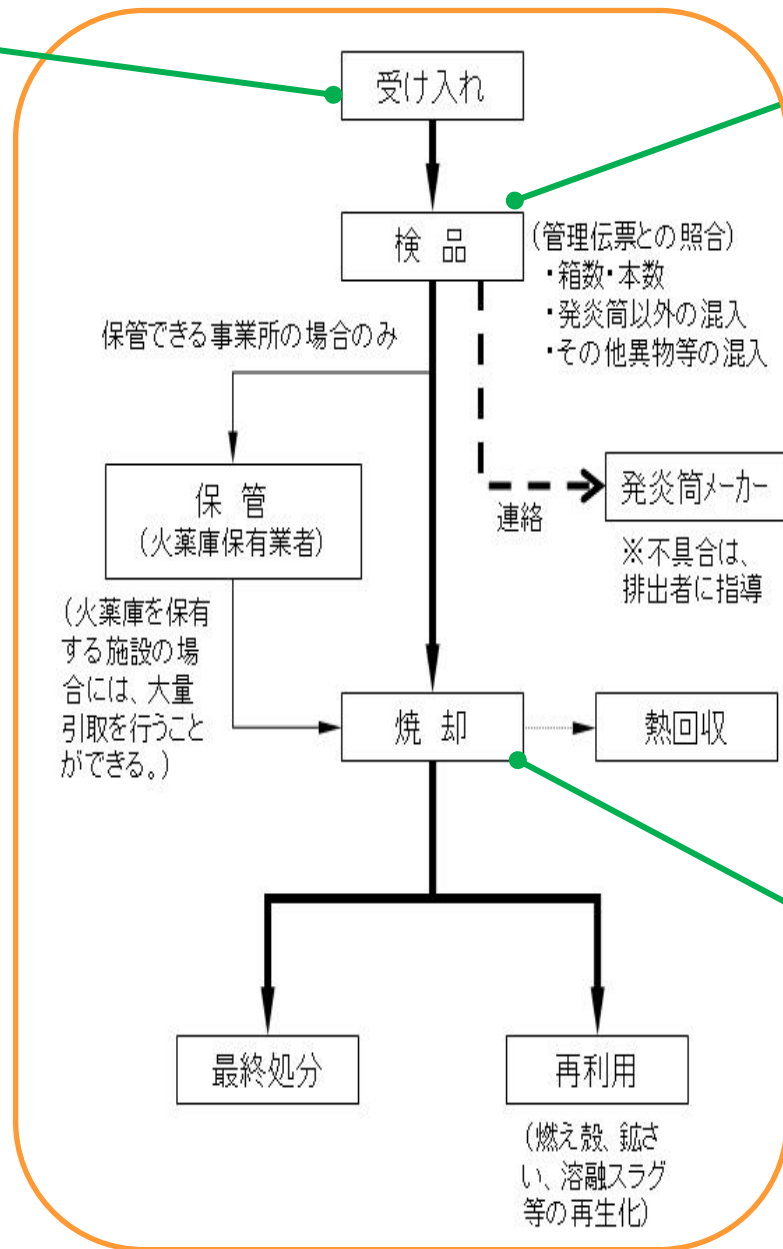 受け入れ
検 品
(管理伝票との照合)
・箱数・本数
・発炎筒以外の混入
・その他異物等の混入
保管できる事業所の場合のみ
保 管
(火薬庫保有業者)
発炎筒メーカー
連絡
※不具合は、
排出者に指導
(火薬庫を保有
する施設の場
合には、大量
引取を行うこと
ができる。)
焼 却
熱回収
最終処分
再利用
(燃え殻、鉱さ
い、溶融スラグ
等の再生化)